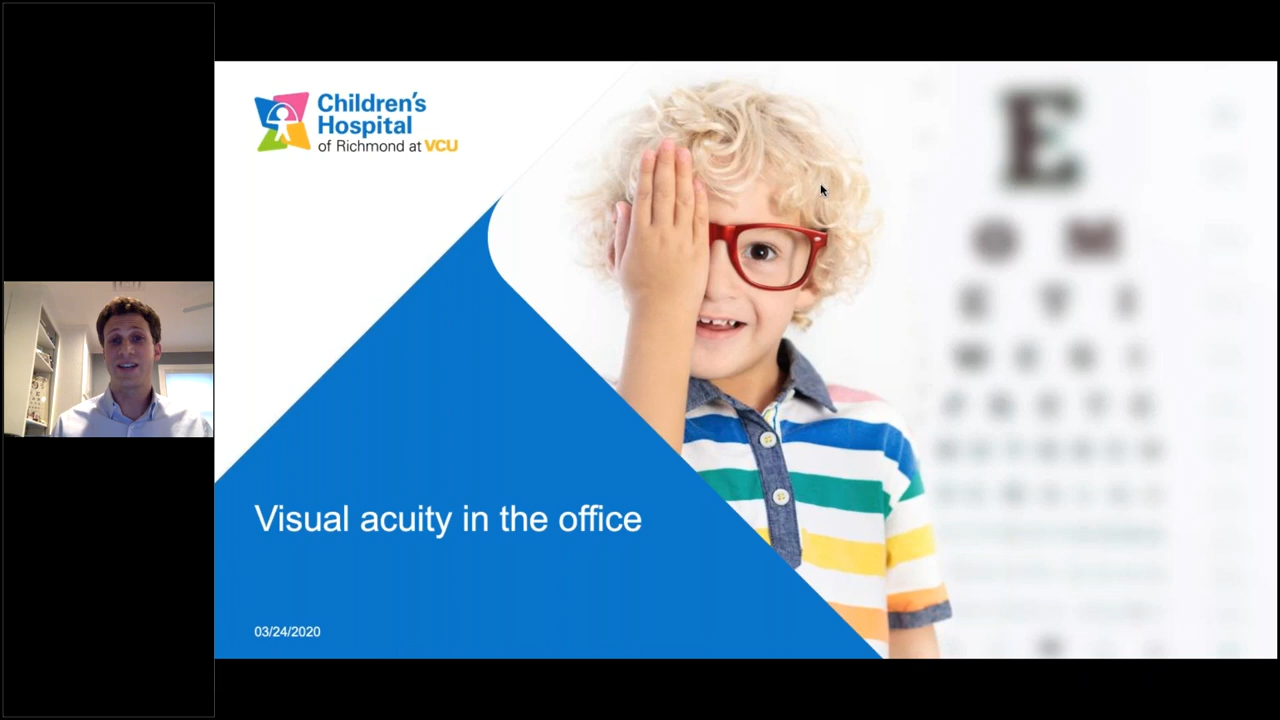 Children's
Hospital
of Richmond at VCU
E
Visual acuity in the office
03/24/2020